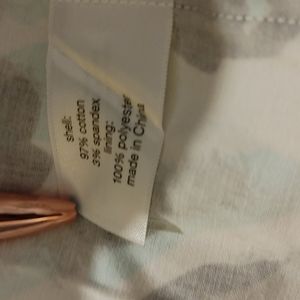 shell:
97% cotton
3% spandex
lining:
100% polyester
made in China